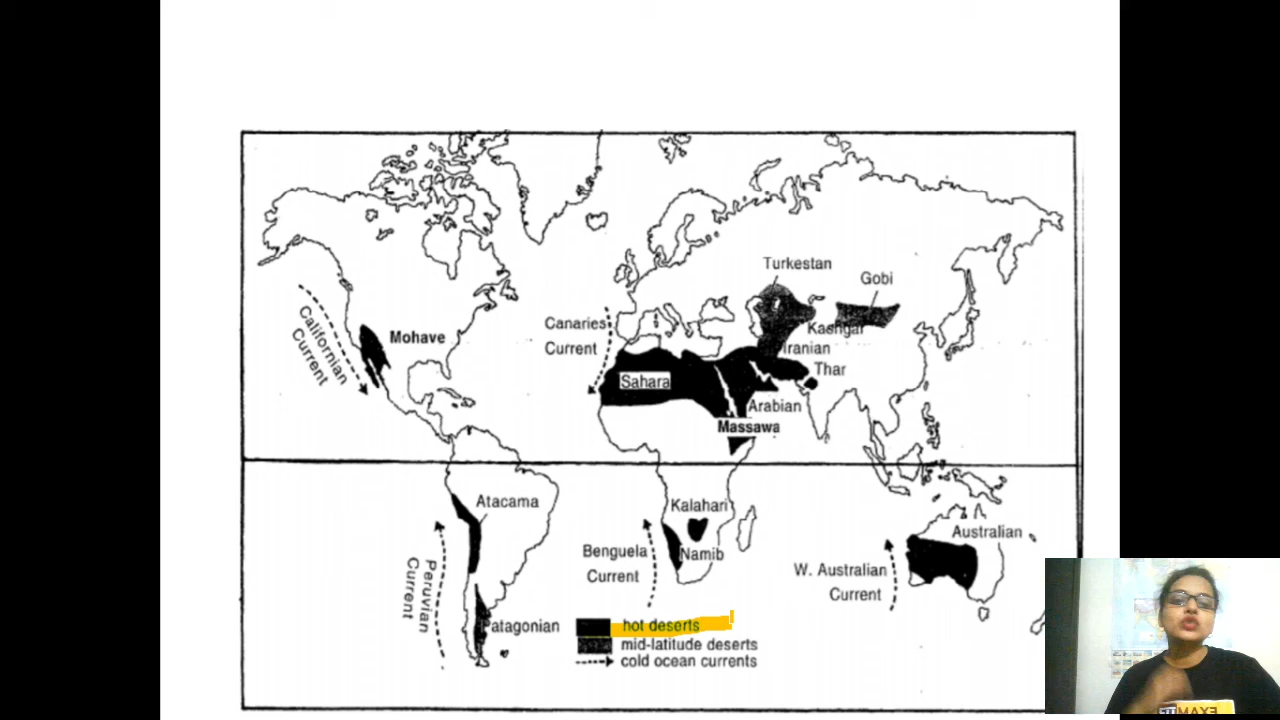 Turkestan
Gobi
Kashgar
Iranian
Thar
Canaries
Current
Californian
Current
Mohave
Sahara
Arabian
Massawa
Atacama
Kalahari
Namib
Benguela
Current
Australian
W. Australian
Current
Peruvian
Current
Patagonian
hot deserts
mid-latitude deserts
cold ocean currents